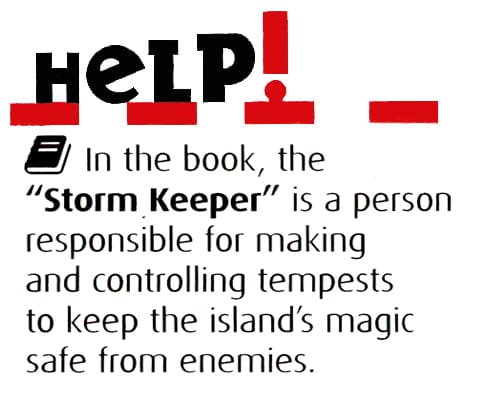 HeLP!
In the book, the
“Storm Keeper” is a person
responsible for making
and controlling tempests
to keep the island’s magic
safe from enemies.